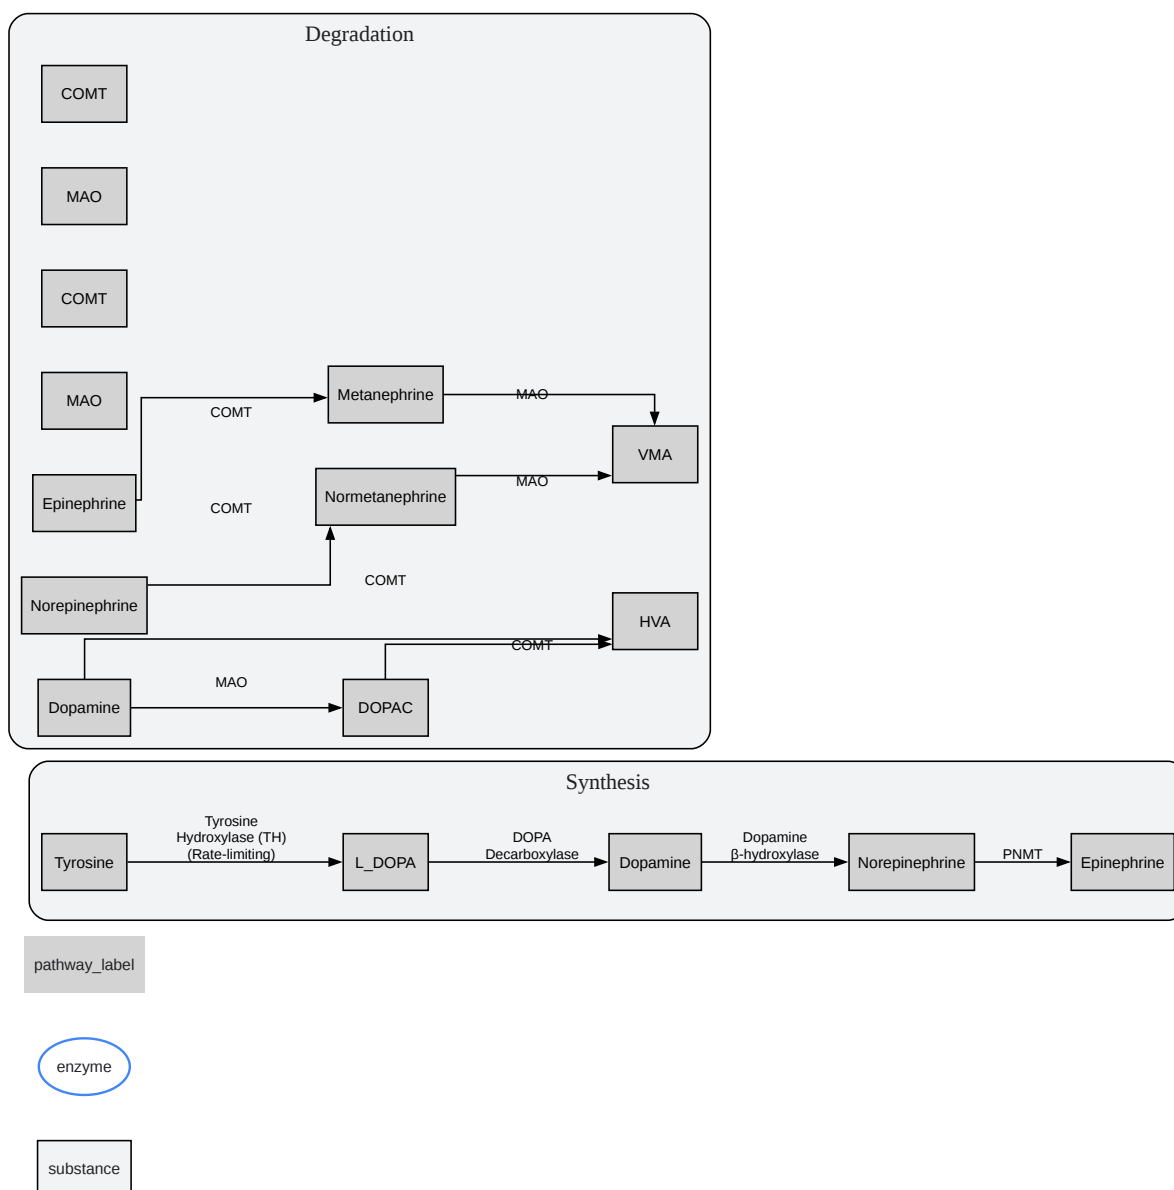 Degradation
COMT
MAO
COMT
MAO
Metanephrine
MAO
COMT
VMA
MAO
Epinephrine
COMT
Normetanephrine
COMT
Norepinephrine
HVA
COMT
MAO
Dopamine
DOPAC
Synthesis
Tyrosine
Tyrosine
Hydroxylase (TH)
(Rate-limiting)
L_DOPA
DOPA
Decarboxylase
Dopamine
Dopamine
β-hydroxylase
Norepinephrine
PNMT
Epinephrine
pathway_label
enzyme
substance